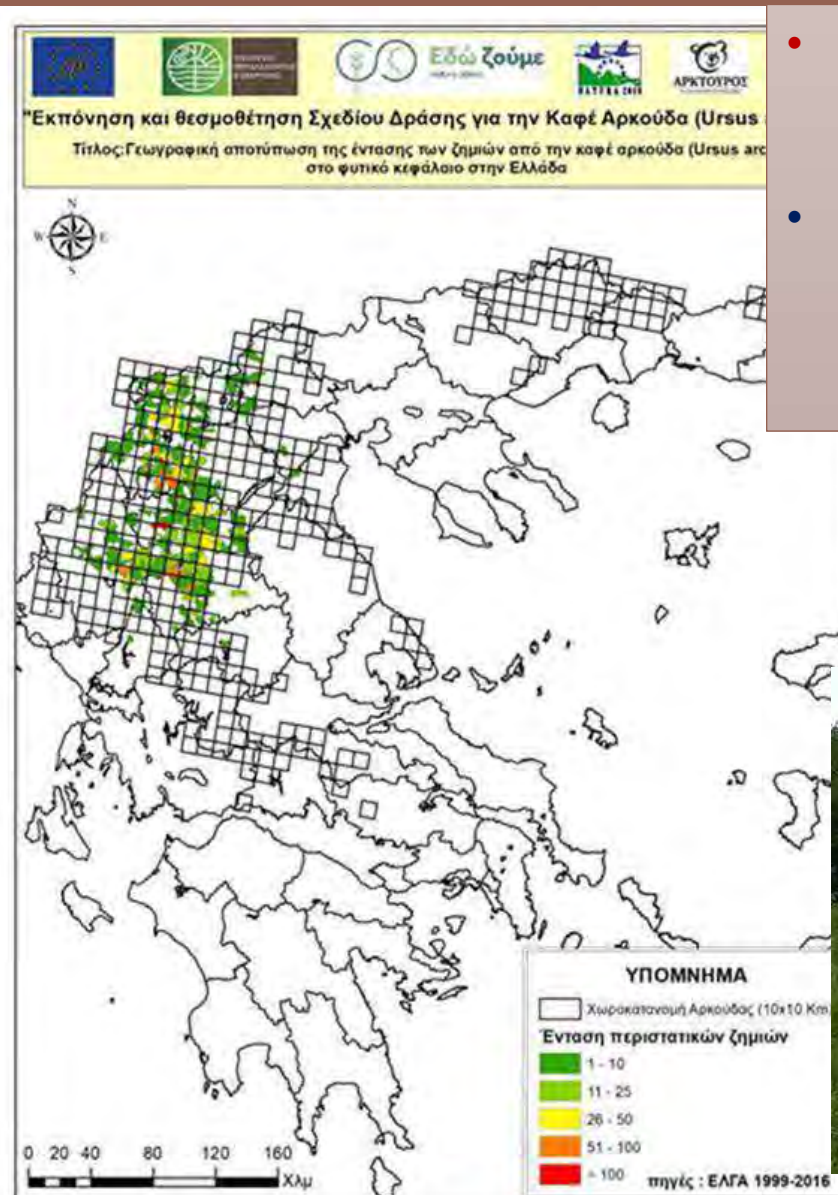 Εδώ ζούμε
NATURA 2000
ΑΡΚΤΟΥΡΟΣ
"Εκπόνηση και θεσμοθέτηση Σχεδίου Δράσης για την Καφέ Αρκούδα (Ursus
Τίτλος:Γεωγραφική αποτύπωση της έντασης των ζημιών από την καφέ αρκούδα (Ursus arc
στο φυτικό κεφάλαιο στην Ελλάδα
N
W E
S
ΥΠΟΜΝΗΜΑ
Χωροκατανομή Αρκούδας (10x10 Km
Ένταση περιστατικών ζημιών
1 - 10
11 - 25
26 - 50
51 - 100
> 100
0 20 40 80 120 160
Χλμ
πηγές : ΕΛΓΑ 1999-2016